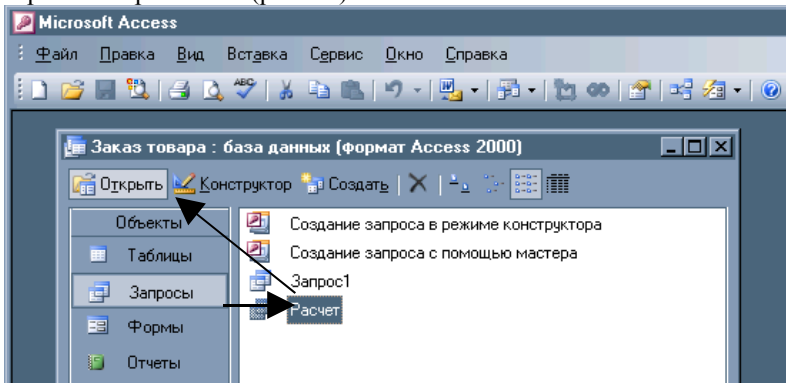 Microsoft Access
Файл Правка Вид Вставка Сервис Окно Справка
Заказ товара : база данных (формат Access 2000)
Открыть Конструктор Создать
Объекты
Таблицы
Запросы
Формы
Отчеты
Создание запроса в режиме конструктора
Создание запроса с помощью мастера
Запрос1
Расчет